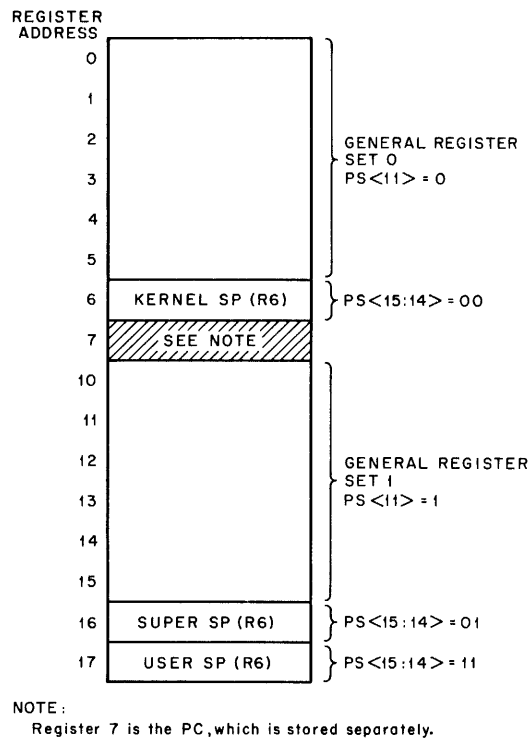 REGISTER
ADDRESS
0
1
2
3
4
5
GENERAL REGISTER
SET 0
PS<11> = 0
6 KERNEL SP (R6) PS<15:14> = 00
7 SEE NOTE
10
11
12
13
14
15
GENERAL REGISTER
SET 1
PS<11> = 1
16 SUPER SP (R6) PS<15:14> = 01
17 USER SP (R6) PS<15:14> = 11
NOTE:
Register 7 is the PC, which is stored separately.